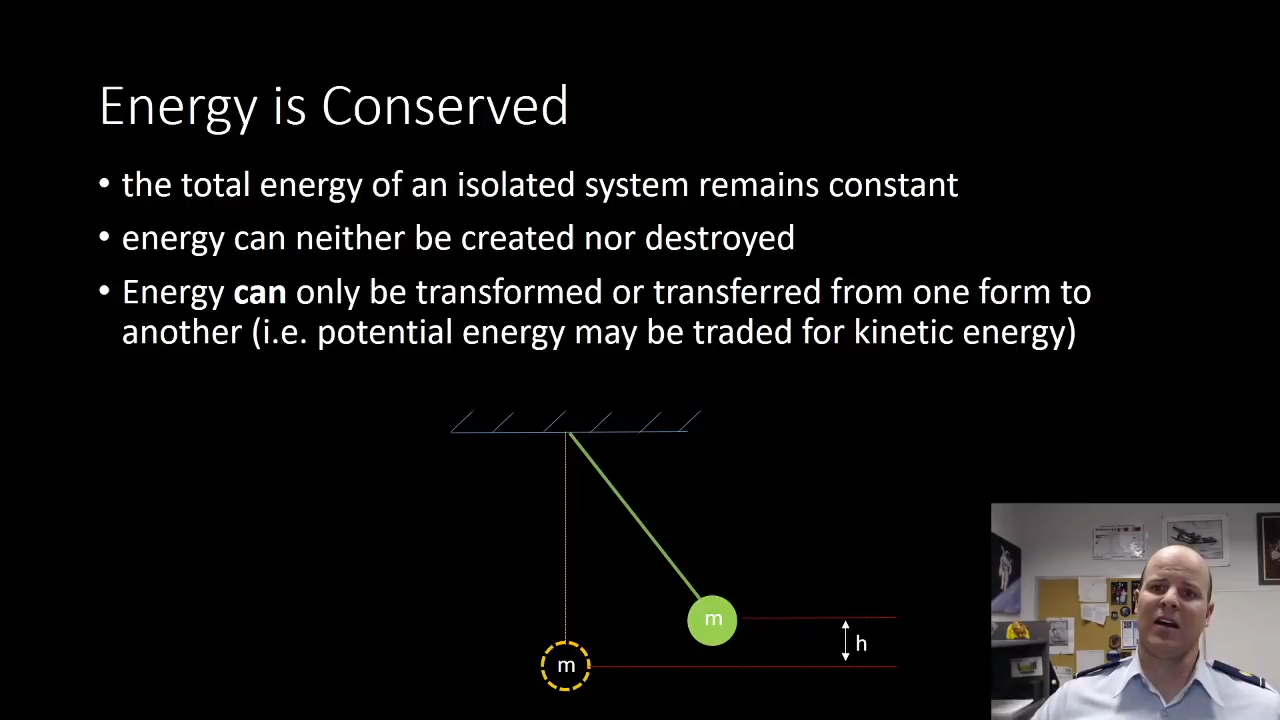 Energy is Conserved
• the total energy of an isolated system remains constant
• energy can neither be created nor destroyed
• Energy can only be transformed or transferred from one form to
another (i.e. potential energy may be traded for kinetic energy)
m
h
m